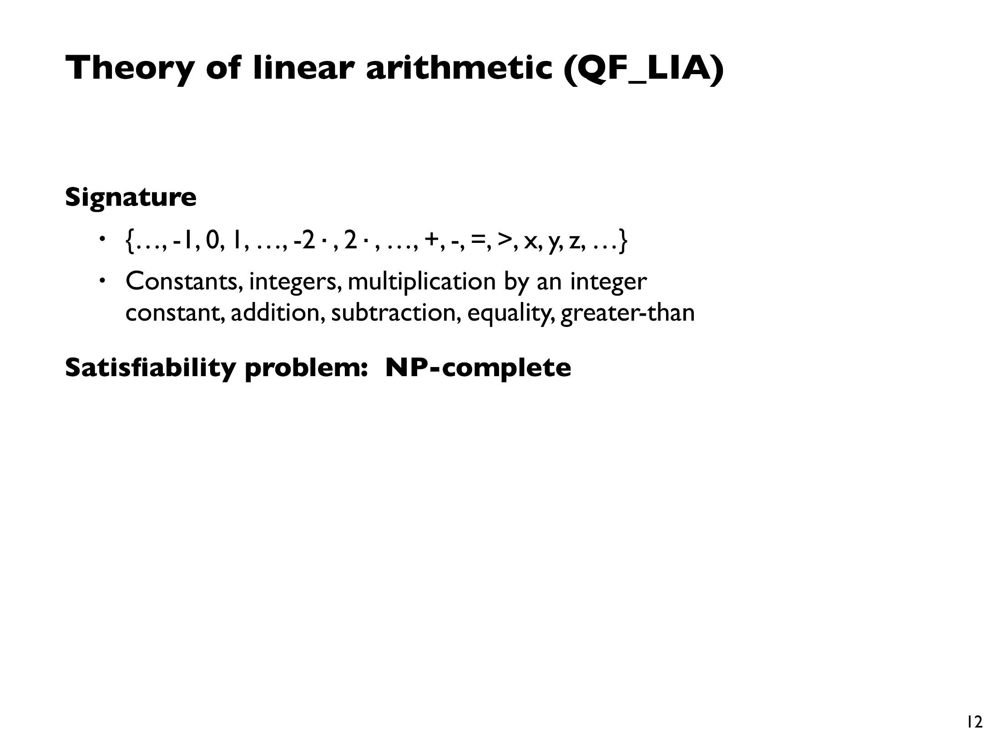 Theory of linear arithmetic (QF_LIA)
Signature
• {…, -1, 0, 1, …, -2 · , 2 · , …, +, -, =, >, x, y, z, …}
• Constants, integers, multiplication by an integer
constant, addition, subtraction, equality, greater-than
Satisfiability problem: NP-complete
12